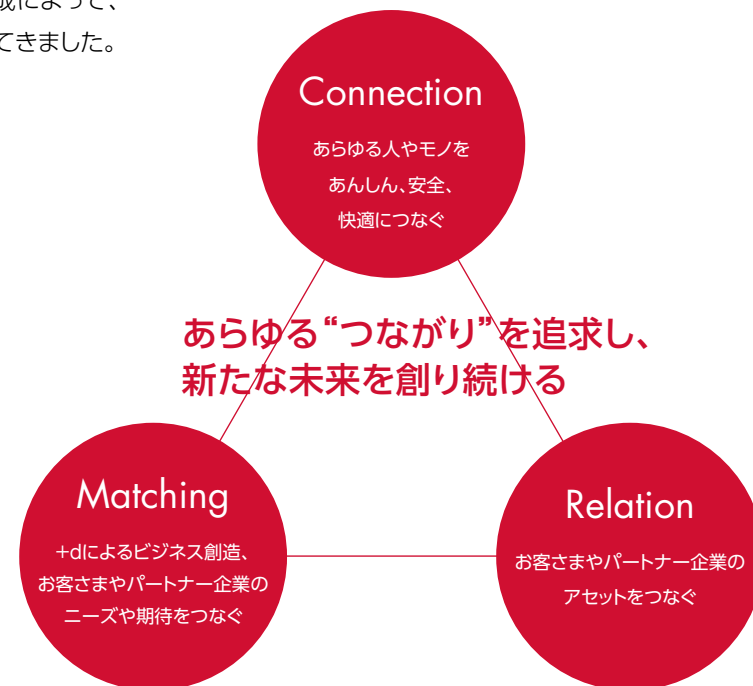 成によって、
てきました。
Connection
あらゆる人やモノを
あんしん、安全、
快適につなぐ
あらゆる“つながり”を追求し、
新たな未来を創り続ける
Matching
+dによるビジネス創造、
お客さまやパートナー企業の
ニーズや期待をつなぐ
Relation
お客さまやパートナー企業の
アセットをつなぐ